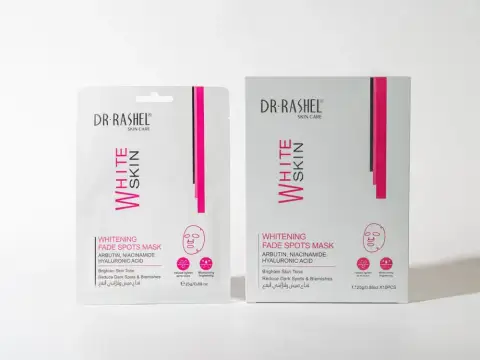 DR·RASHEL®
SKIN CARE
WHITE
SKIN
WHITENING
FADE SPOTS MASK
ARBUTIN, NIACINAMIDE
HYALURONIC ACID
Brighten Skin Tone
Reduce Dark Spots & Blemishes
DR·RASHEL®
SKIN CARE
WHITE
SKIN
WHITENING
FADE SPOTS MASK
ARBUTIN, NIACINAMIDE
HYALURONIC ACID
Brighten Skin Tone
Reduce Dark Spots & Blemishes